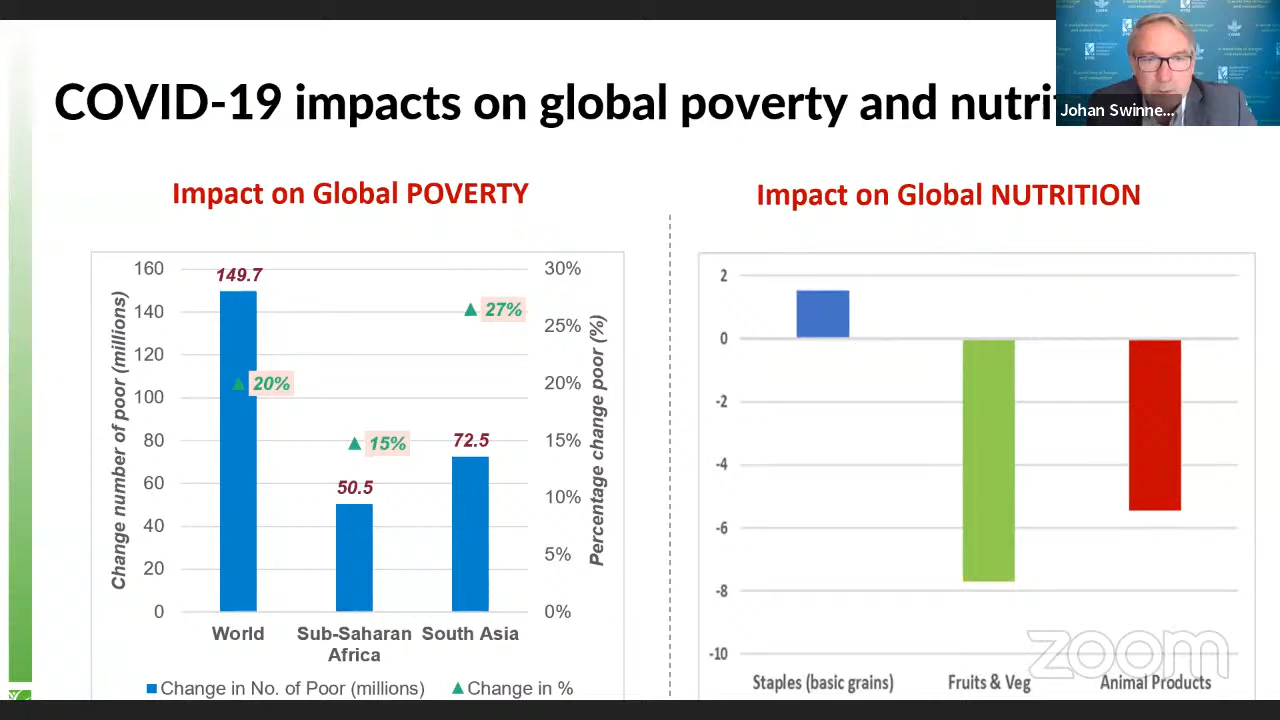 COVID-19 impacts on global poverty and nutrit
Johan Swinne...
Impact on Global POVERTY
Change number of poor (millions)
160
140
120
100
80
60
40
20
0
149.7
50.5
72.5
20%
15%
27%
30%
25%
20%
15%
10%
5%
0%
Percentage change poor (%)
World
Sub-Saharan
Africa
South Asia
Change in No. of Poor (millions)
Change in %
Impact on Global NUTRITION
2
0
-2
-4
-6
-8
-10
Staples (basic grains)
Fruits & Veg
Animal Products
zoom